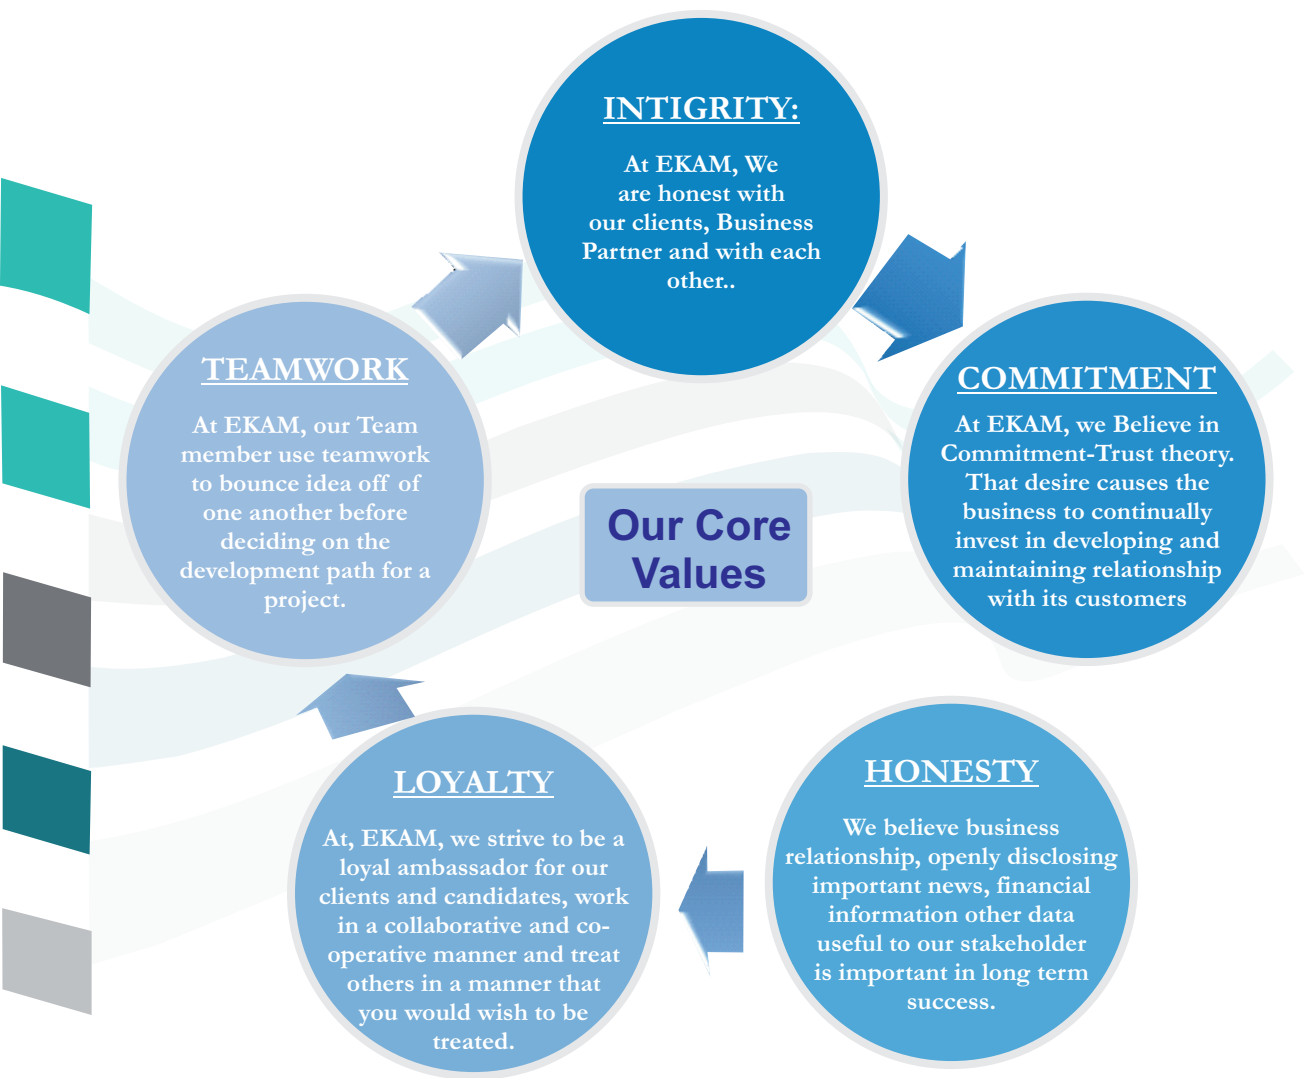 INTIGRITY:
At EKAM, We
are honest with
our clients, Business
Partner and with each
other..
COMMITMENT
At EKAM, we Believe in
Commitment-Trust theory.
That desire causes the
business to continually
invest in developing and
maintaining relationship
with its customers
HONESTY
We believe business
relationship, openly disclosing
important news, financial
information other data
useful to our stakeholder
is important in long term
success.
LOYALTY
At, EKAM, we strive to be a
loyal ambassador for our
clients and candidates, work
in a collaborative and co-
operative manner and treat
others in a manner that
you would wish to be
treated.
TEAMWORK
At EKAM, our Team
member use teamwork
to bounce idea off of
one another before
deciding on the
development path for a
project.
Our Core
Values